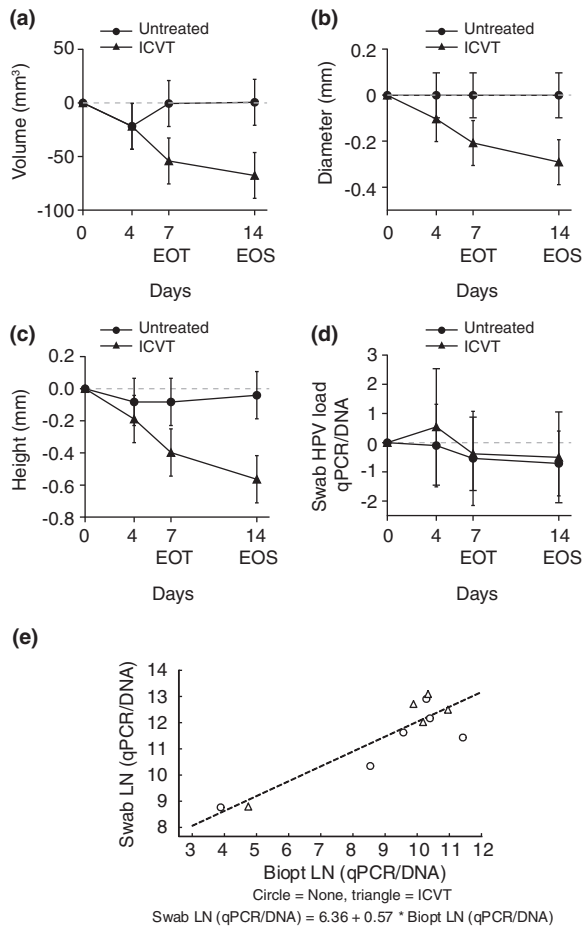 (a)
Untreated
ICVT
Volume (mm³)
50
0
-50
-100
0 4 7 14
EOT EOS
Days
(b)
Untreated
ICVT
Diameter (mm)
0.2
0
-0.2
-0.4
0 4 7 14
EOT EOS
Days
(c)
Untreated
ICVT
Height (mm)
0.2
0.0
-0.2
-0.4
-0.6
-0.8
0 4 7 14
EOT EOS
Days
(d)
Untreated
ICVT
Swab HPV load
qPCR/DNA
3
2
1
0
-1
-2
0 4 7 14
EOT EOS
Days
(e)
Swab LN (qPCR/DNA)
14
13
12
11
10
9
8
3 4 5 6 7 8 9 10 11 12
Biopt LN (qPCR/DNA)
Circle = None, triangle = ICVT
Swab LN (qPCR/DNA) = 6.36 + 0.57 * Biopt LN (qPCR/DNA)